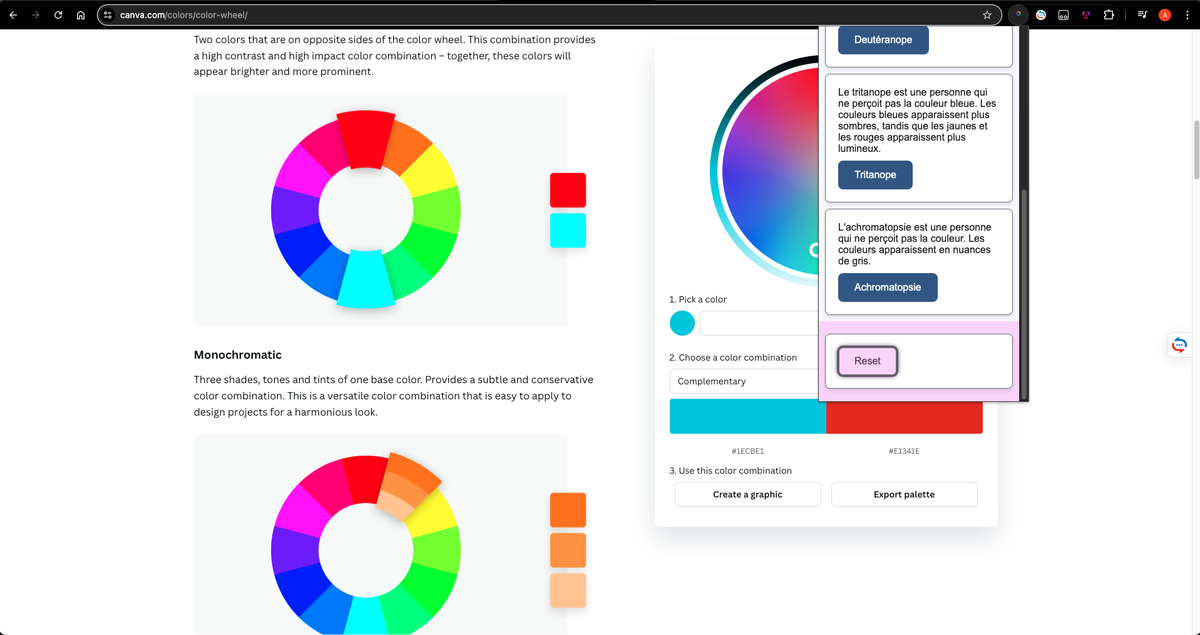 canva.com/colors/color-wheel/
A
Two colors that are on opposite sides of the color wheel. This combination provides
a high contrast and high impact color combination – together, these colors will
appear brighter and more prominent.
Monochromatic
Three shades, tones and tints of one base color. Provides a subtle and conservative
color combination. This is a versatile color combination that is easy to apply to
design projects for a harmonious look.
1. Pick a color
2. Choose a color combination
Complementary
#1ECBE1
#E1341E
3. Use this color combination
Create a graphic
Export palette
Deutéranope
Le tritanope est une personne qui
ne perçoit pas la couleur bleue. Les
couleurs bleues apparaissent plus
sombres, tandis que les jaunes et
les rouges apparaissent plus
lumineux.
Tritanope
L'achromatopsie est une personne
qui ne perçoit pas la couleur. Les
couleurs apparaissent en nuances
de gris.
Achromatopsie
Reset